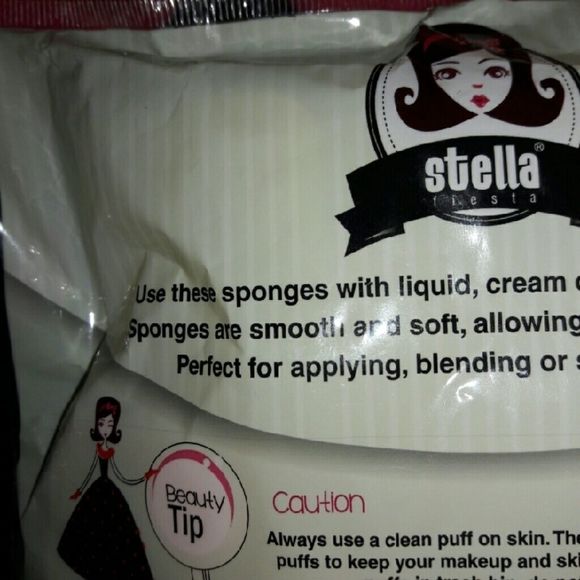 stella®
fiesta
Use these sponges with liquid, cream
Sponges are smooth and soft, allowing
Perfect for applying, blending or
Beauty
Tip
Caution
Always use a clean puff on skin. The
puffs to keep your makeup and